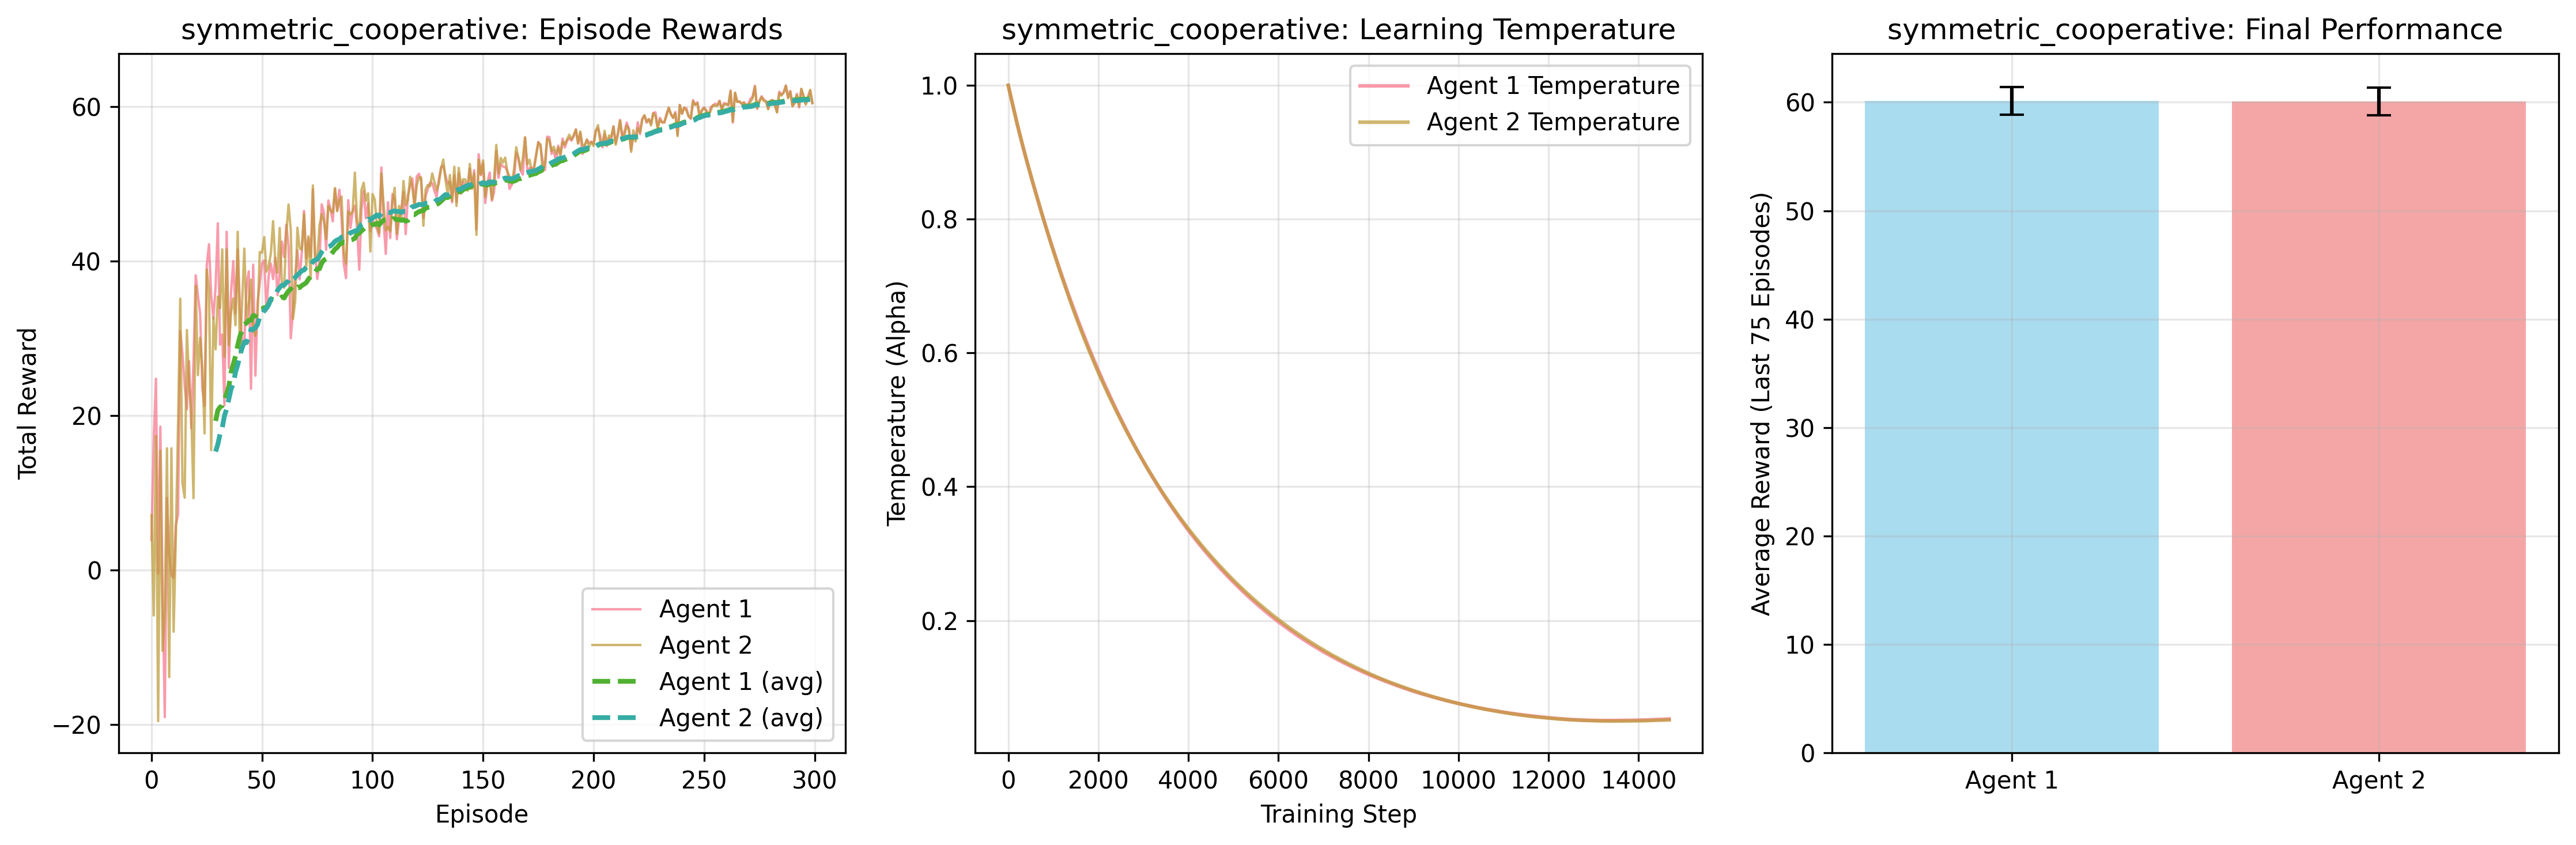 symmetric_cooperative: Episode Rewards
Total Reward
60
40
20
0
−20
Agent 1
Agent 2
Agent 1 (avg)
Agent 2 (avg)
0 50 100 150 200 250 300
Episode
symmetric_cooperative: Learning Temperature
Temperature (Alpha)
1.0
0.8
0.6
0.4
0.2
Agent 1 Temperature
Agent 2 Temperature
0 2000 4000 6000 8000 10000 12000 14000
Training Step
symmetric_cooperative: Final Performance
Average Reward (Last 75 Episodes)
60
50
40
30
20
10
0
Agent 1 Agent 2